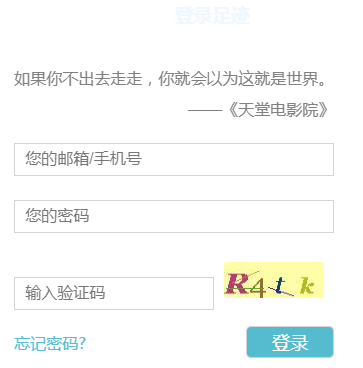 登录足迹
如果你不出去走走，你就会以为这就是世界。
——《天堂电影院》
您的邮箱/手机号
您的密码
输入验证码
R4tk
忘记密码?
登录